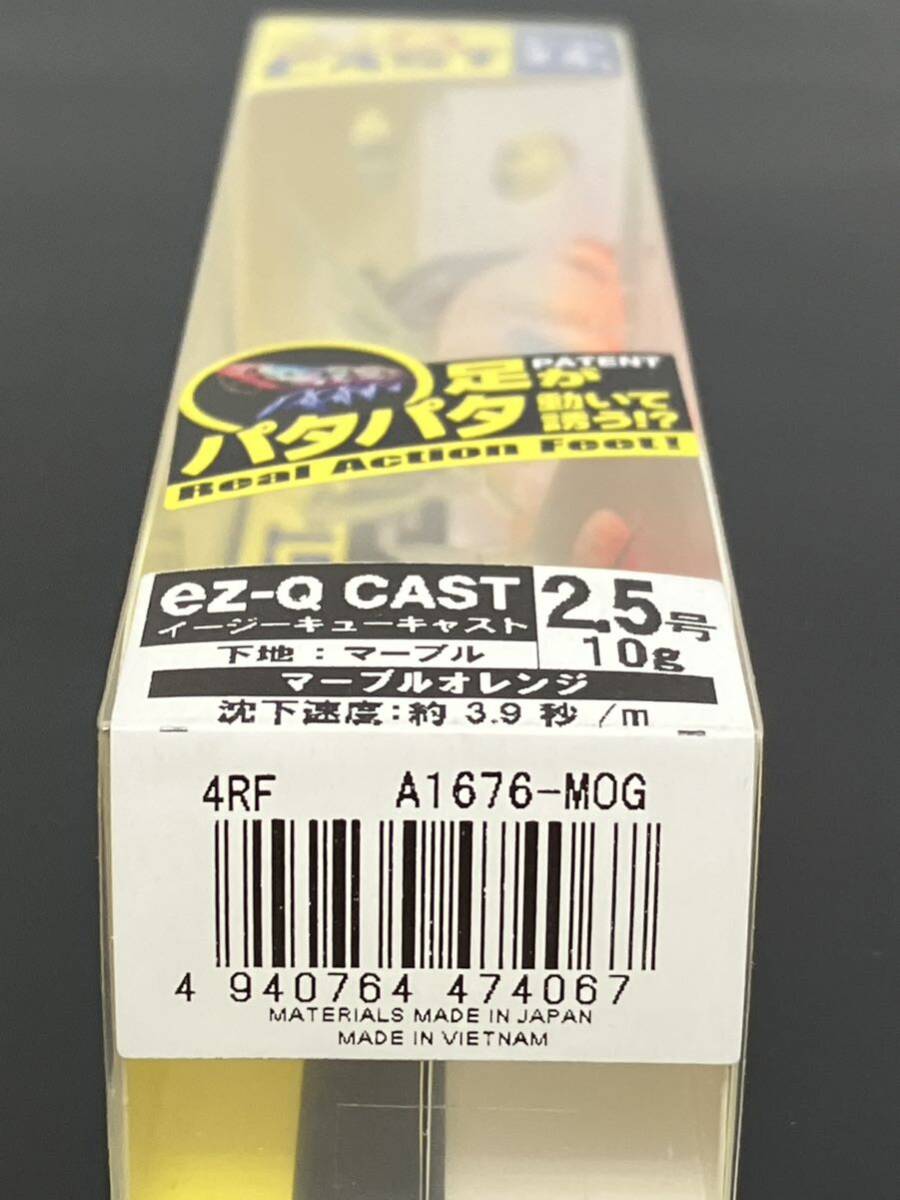 足が
PATENT
パタパタ
動いて
誘う!?
Real Action Feet!
ez-Q CAST
イージーキューキャスト
2.5号
10g
下地:マーブル
マーブルオレンジ
沈下速度:約 3.9 秒/m
4RF A1676-MOG
4 940764 474067
MATERIALS MADE IN JAPAN
MADE IN VIETNAM